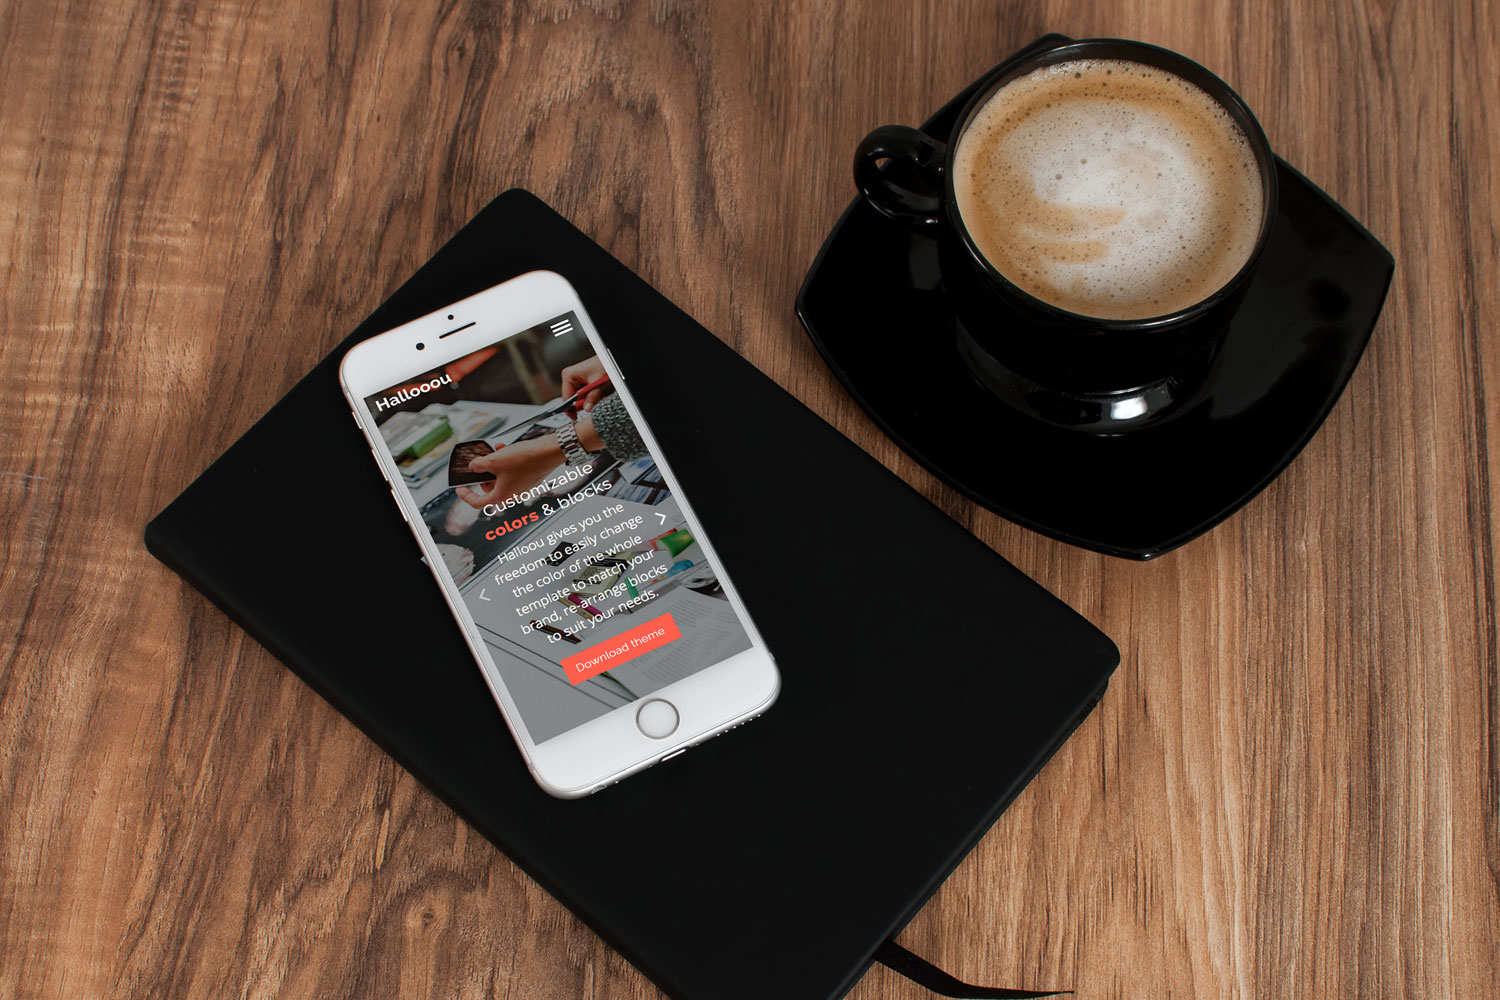 Hallooou
Customizable
colors & blocks
Halloou gives you the
freedom to easily change
the color of the whole
template to match your
brand, re-arrange blocks
to suit your needs.
Download theme